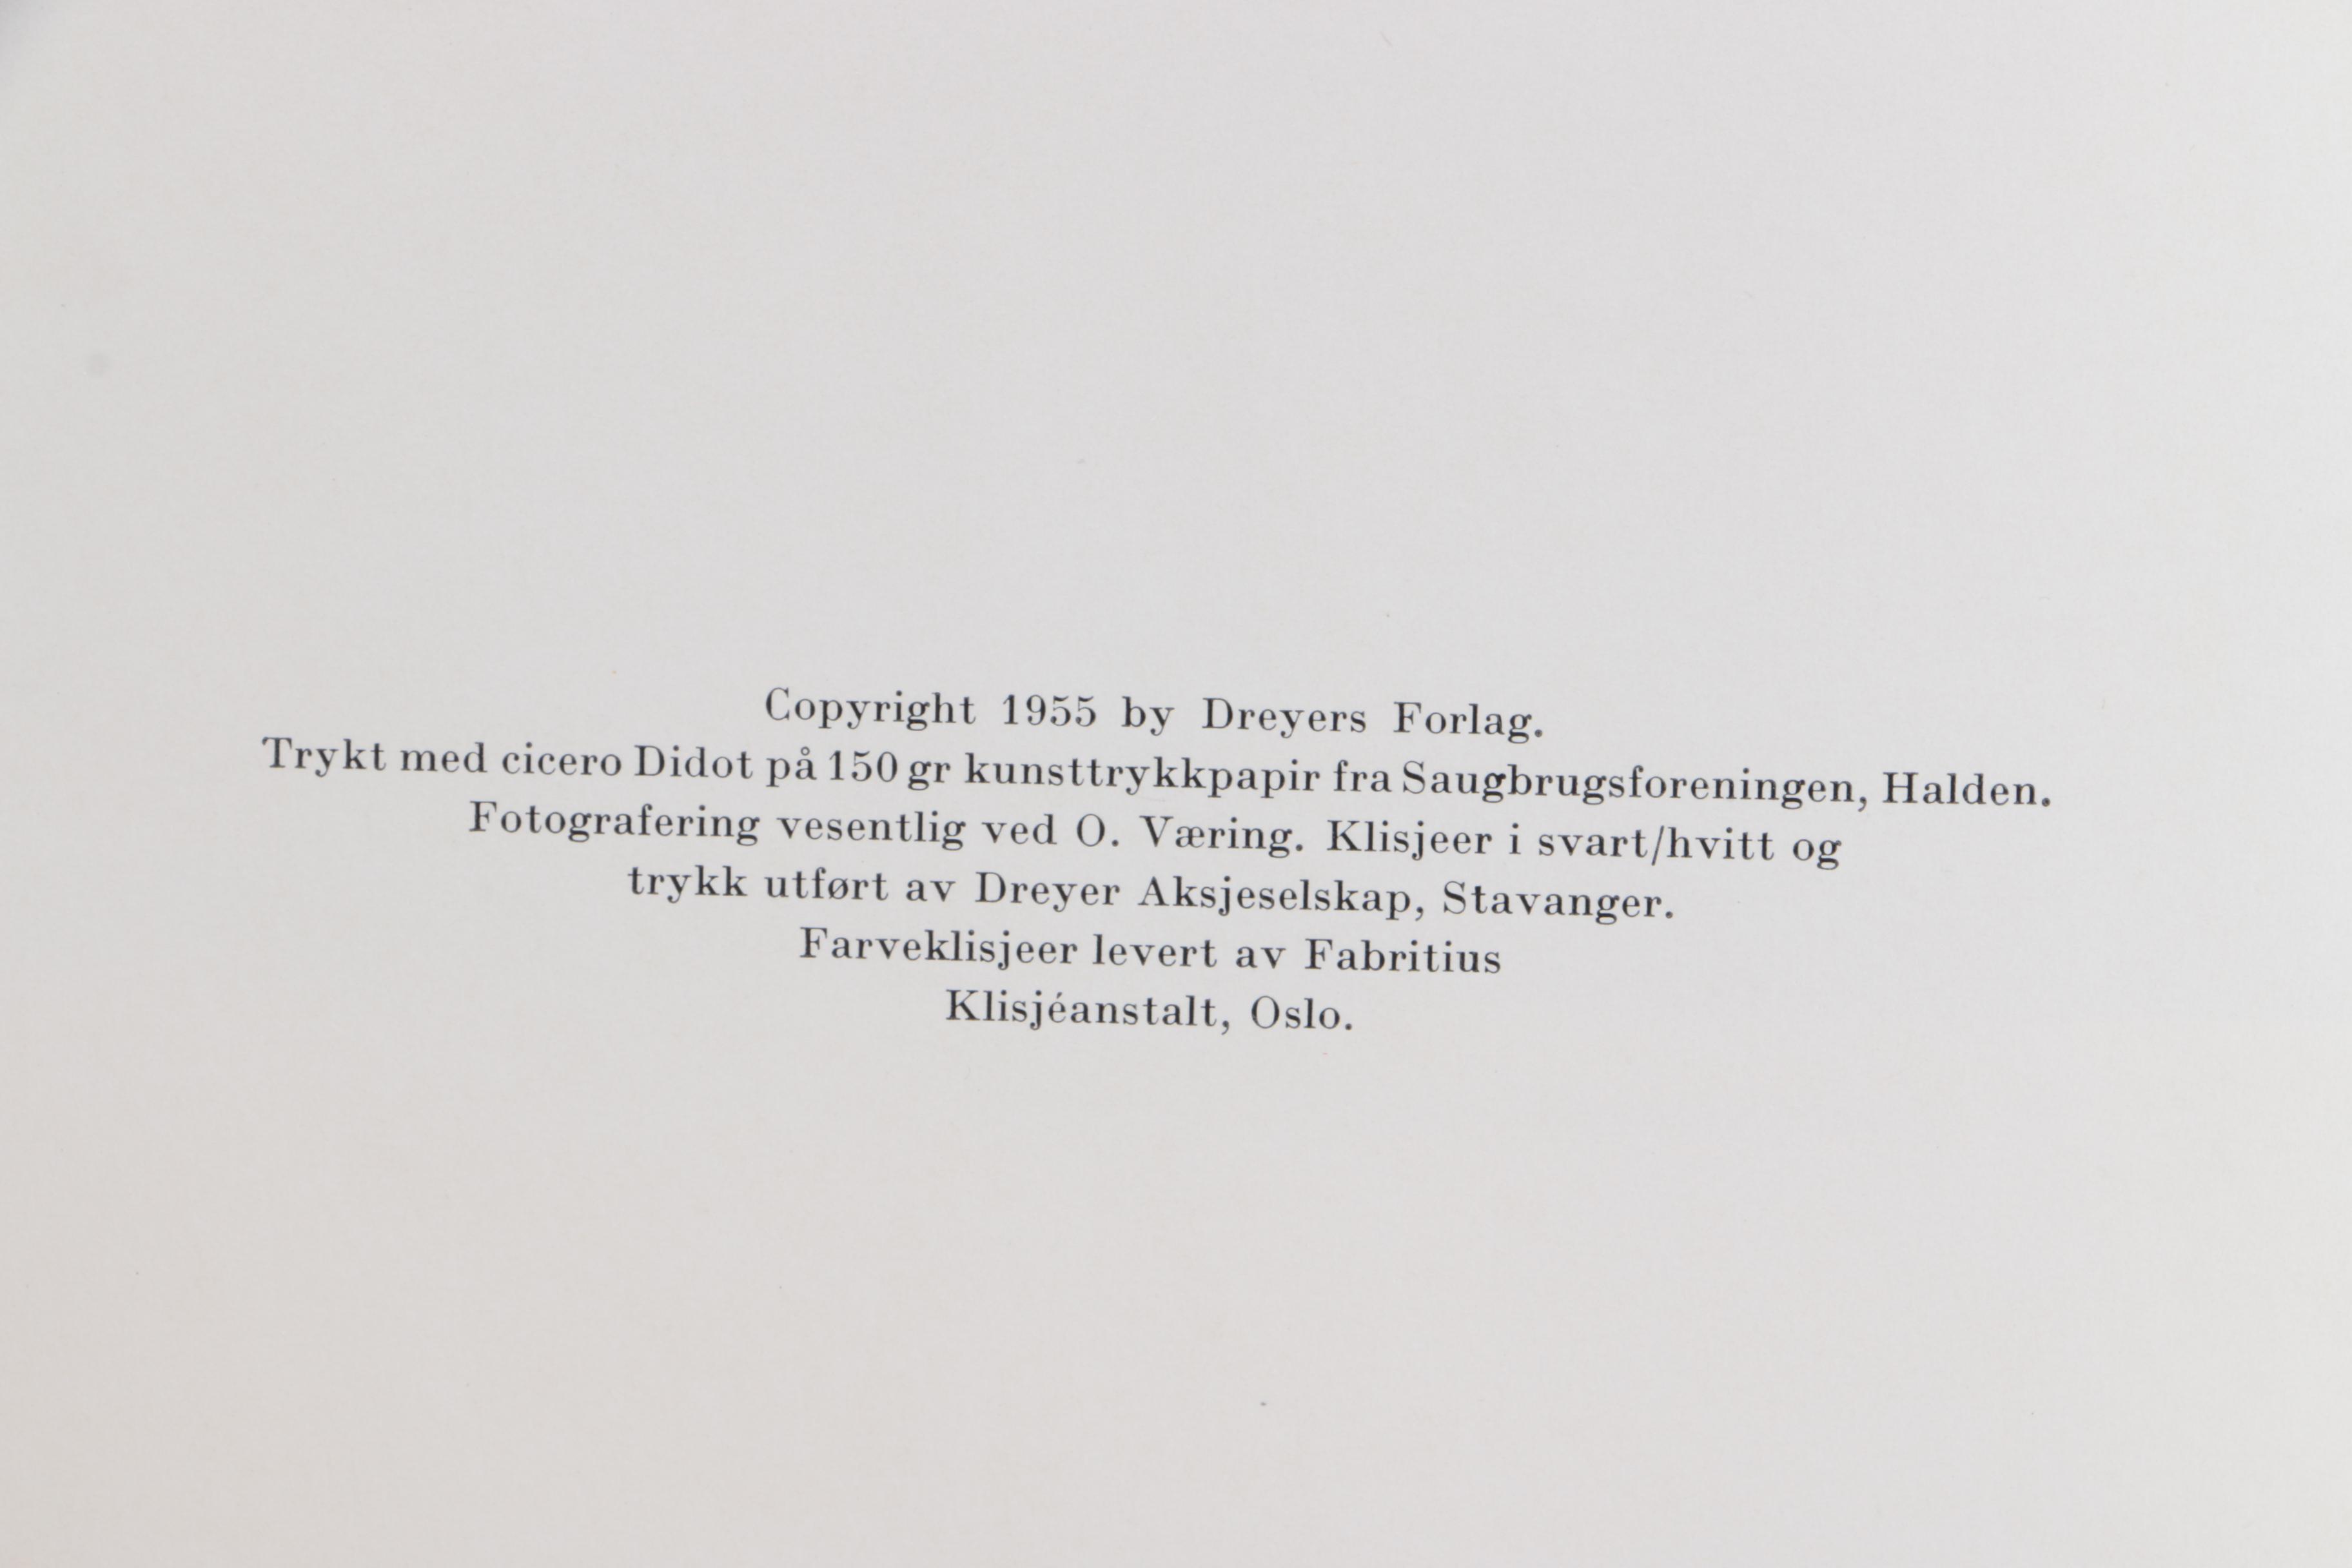 Copyright 1955 by Dreyers Forlag.
Trykt med cicero Didot på 150 gr kunsttrykkpapir fra Saugbrugsforeningen, Halden.
Fotografering vesentlig ved O. Væring. Klisjeer i svart/hvitt og
trykk utført av Dreyer Aksjeselskap, Stavanger.
Farveklisjeer levert av Fabritius
Klisjéanstalt, Oslo.